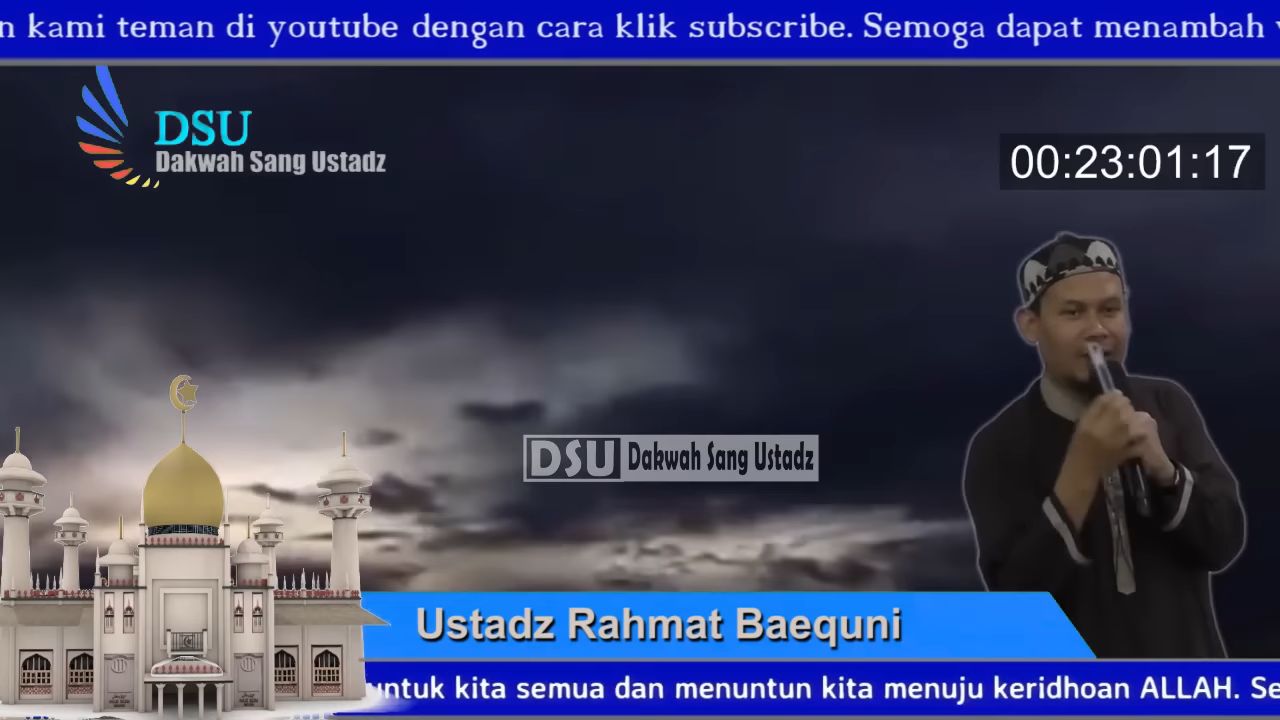 n kami teman di youtube dengan cara klik subscribe. Semoga dapat menambah
DSU
Dakwah Sang Ustadz
00:23:01:17
DSU Dakwah Sang Ustadz
Ustadz Rahmat Baequni
untuk kita semua dan menuntun kita menuju keridhoan ALLAH. Se